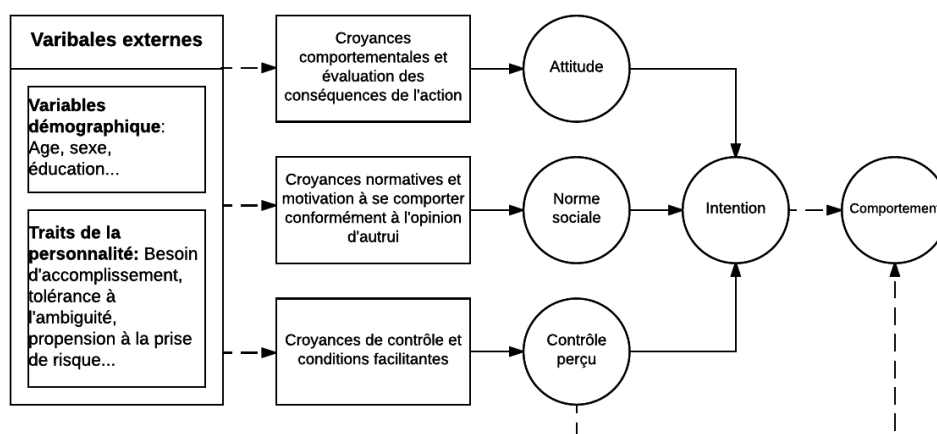 Varibales externes
Variables
démographique:
Age, sexe,
éducation...
Traits de la
personnalité: Besoin
d'accomplissement,
tolérance à
l'ambiguité,
propension à la prise
de risque...
Croyances
comportementales et
évaluation des
conséquences de l'action
Attitude
Croyances normatives et
motivation à se comporter
conformément à l'opinion
d'autrui
Norme
sociale
Croyances de contrôle et
conditions facilitantes
Contrôle
perçu
Intention
Comportement